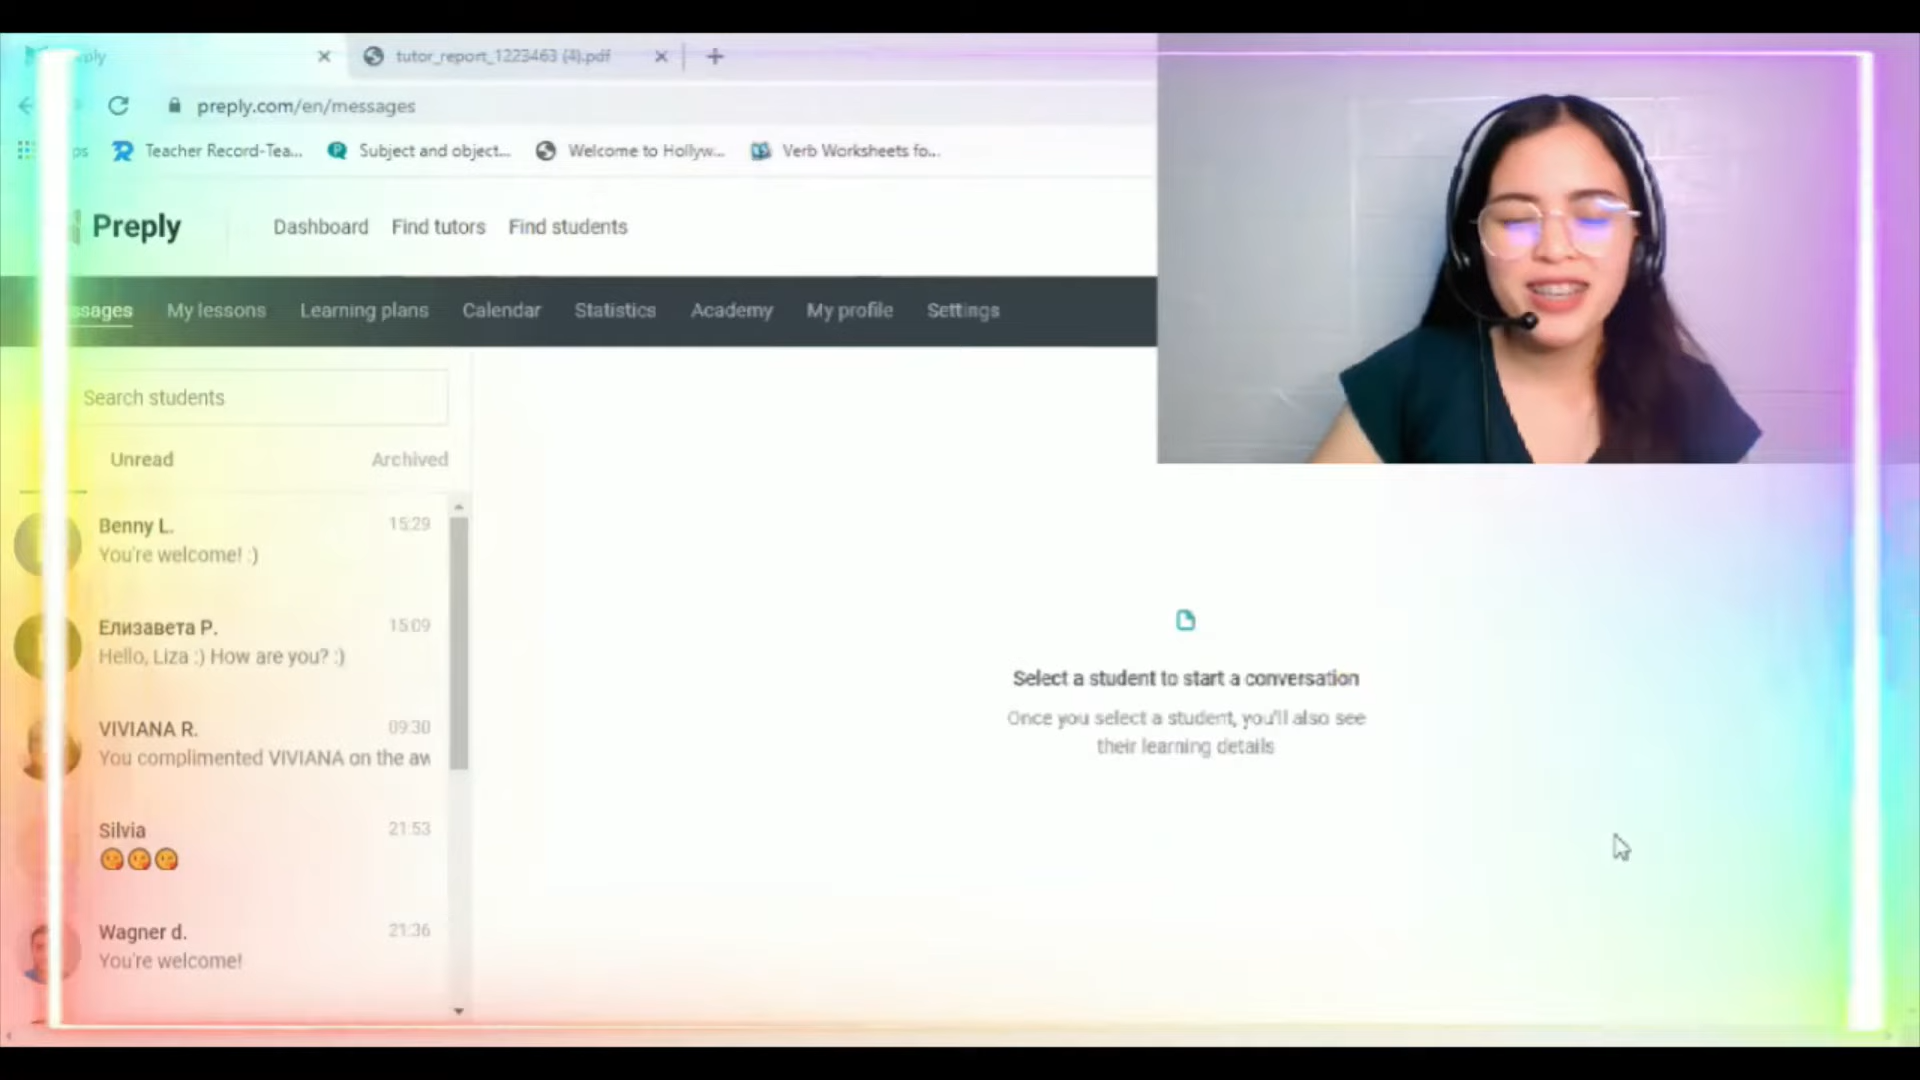 tutor_report_1223463 (4).pdf
preply.com/en/messages
Teacher Record-Tea... Subject and object... Welcome to Hollyw... Verb Worksheets fo...
Preply Dashboard Find tutors Find students
ssages My lessons Learning plans Calendar Statistics Academy My profile Settings
Search students
Unread Archived
Benny L. 15:29
You're welcome! :)
Елизавета Р. 15:09
Hello, Liza :) How are you? :)
VIVIANA R. 09:30
You complimented VIVIANA on the aw
Silvia 21:53
😋😋😋
Wagner d. 21:36
You're welcome!
Select a student to start a conversation
Once you select a student, you'll also see
their learning details